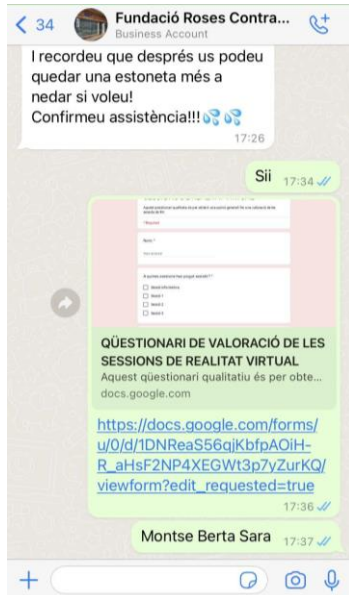 34
Fundació Roses Contra...
Business Account
I recordeu que després us podeu
quedar una estoneta més a
nedar si voleu!
Confirmeu assistència!!!💦💦
17:26
Sii 17:34
QÜESTIONARI DE VALORACIÓ DE LES
SESSIONS DE REALITAT VIRTUAL
Aquest qüestionari qualitatiu és per obte...
docs.google.com
https://docs.google.com/forms/
u/0/d/1DNReaS56qjKbfpAOiH-
R_aHsF2NP4XEGWt3p7yZurKQ/
viewform?edit_requested=true
17:36
Montse Berta Sara 17:37